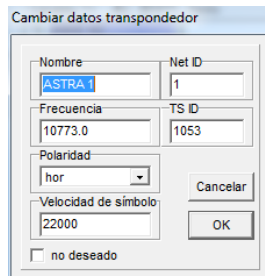 Cambiar datos transpondedor
Nombre
Net ID
ASTRA 1
1
Frecuencia
TS ID
10773.0
1053
Polaridad
hor
Cancelar
Velocidad de símbolo
22000
OK
no deseado